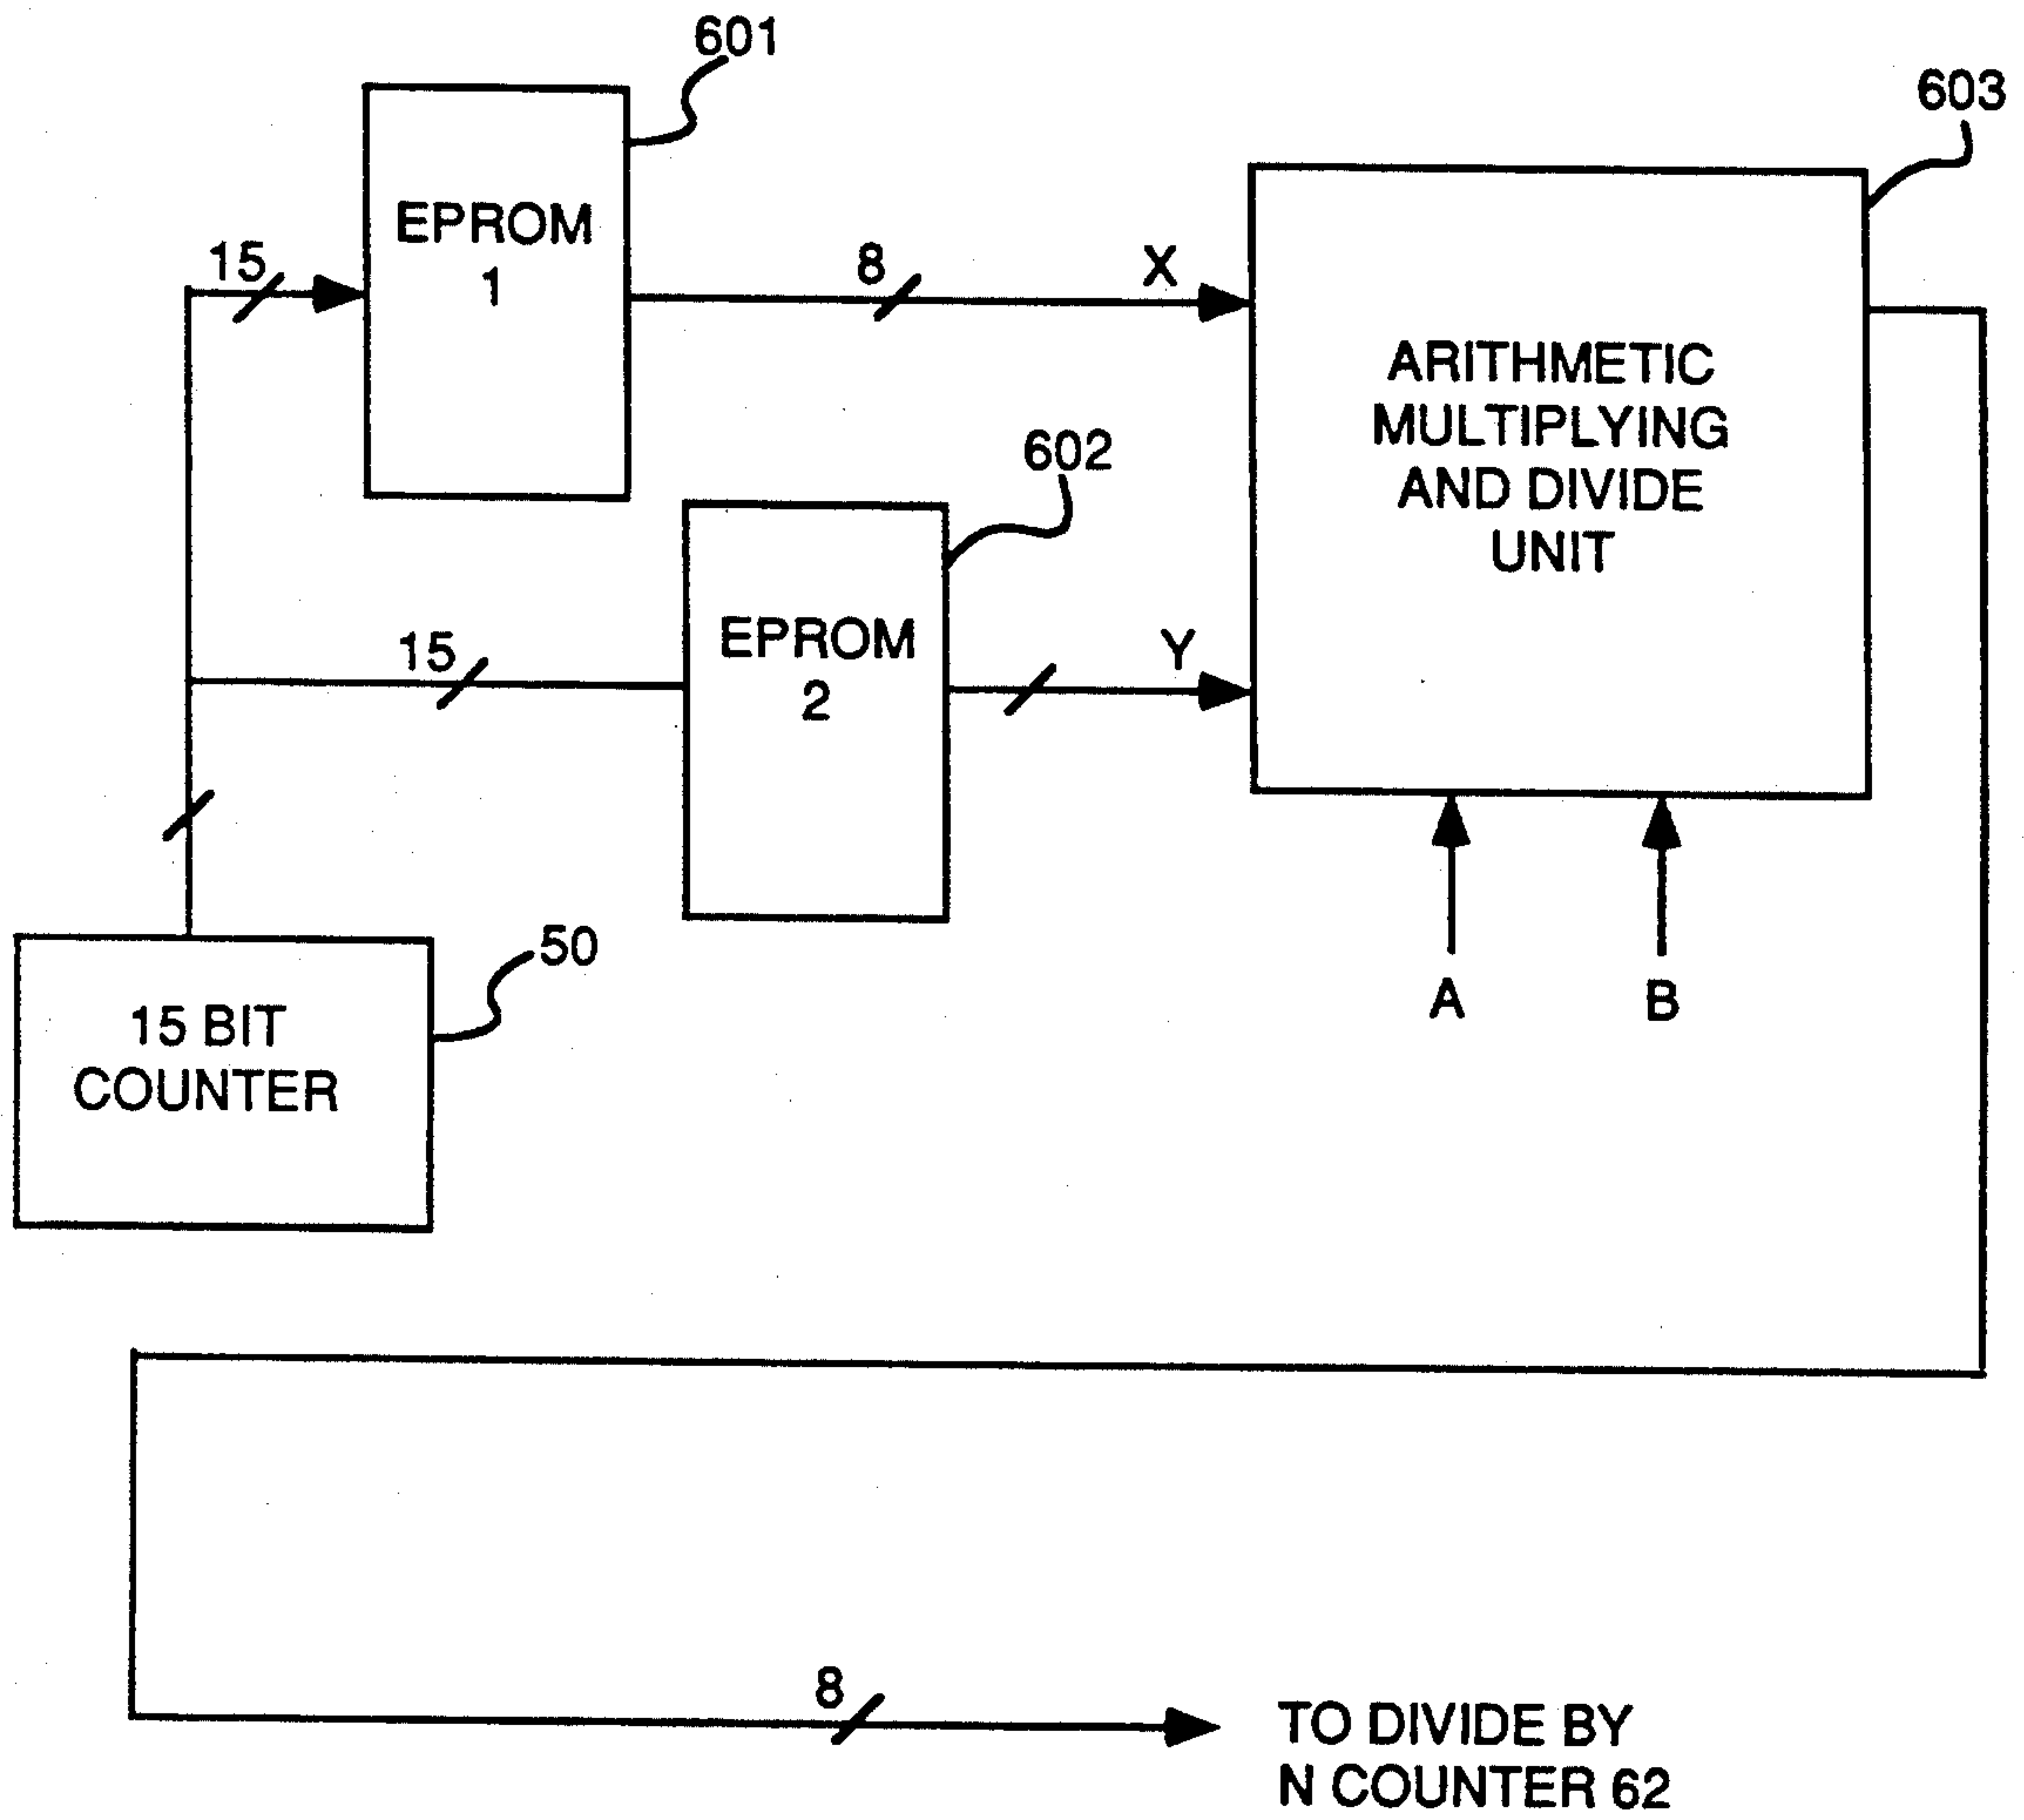 601
603
EPROM
1
15
8
X
ARITHMETIC
MULTIPLYING
AND DIVIDE
UNIT
602
15
EPROM
2
Y
50
15 BIT
COUNTER
A
B
8
TO DIVIDE BY
N COUNTER 62